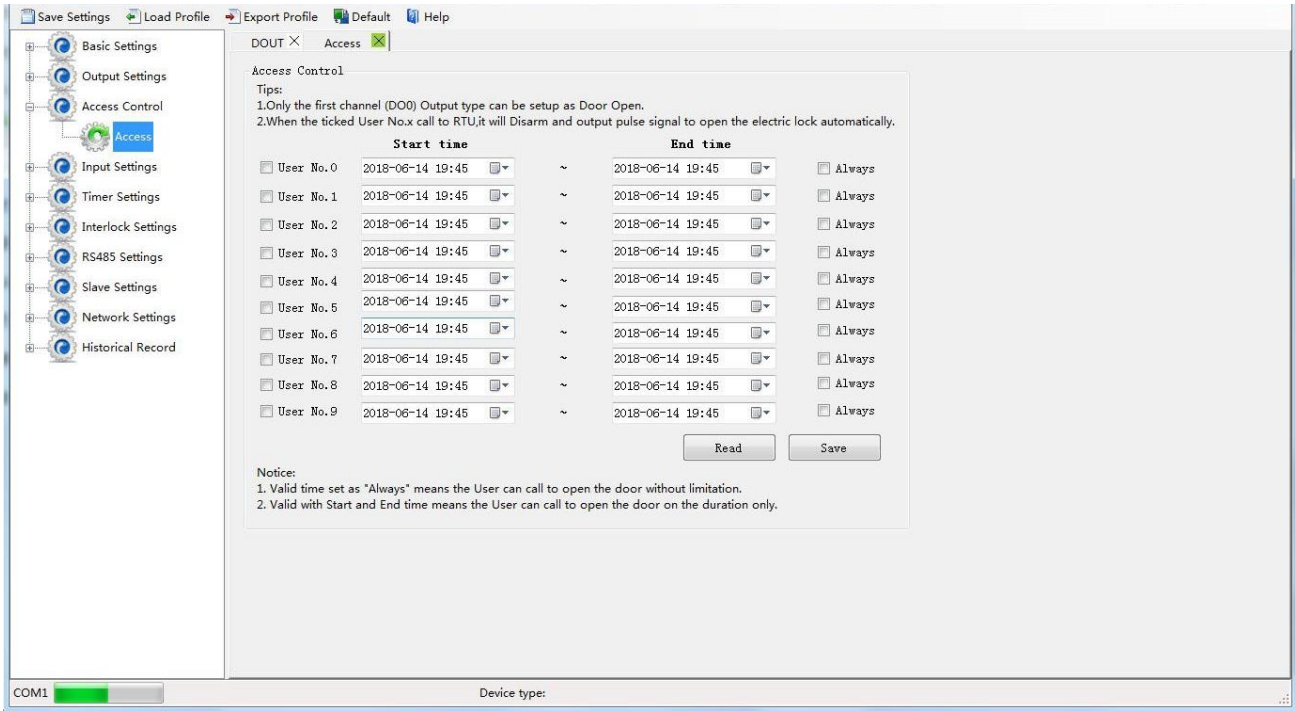 Save Settings Load Profile Export Profile Default Help
Basic Settings
Output Settings
Access Control
Access
Input Settings
Timer Settings
Interlock Settings
RS485 Settings
Slave Settings
Network Settings
Historical Record
DOUT Access
Access Control
Tips:
1.Only the first channel (DO0) Output type can be setup as Door Open.
2.When the ticked User No.x call to RTU,it will Disarm and output pulse signal to open the electric lock automatically.
Start time End time
User No.0 2018-06-14 19:45 ~ 2018-06-14 19:45 Always
User No.1 2018-06-14 19:45 ~ 2018-06-14 19:45 Always
User No.2 2018-06-14 19:45 ~ 2018-06-14 19:45 Always
User No.3 2018-06-14 19:45 ~ 2018-06-14 19:45 Always
User No.4 2018-06-14 19:45 ~ 2018-06-14 19:45 Always
User No.5 2018-06-14 19:45 ~ 2018-06-14 19:45 Always
User No.6 2018-06-14 19:45 ~ 2018-06-14 19:45 Always
User No.7 2018-06-14 19:45 ~ 2018-06-14 19:45 Always
User No.8 2018-06-14 19:45 ~ 2018-06-14 19:45 Always
User No.9 2018-06-14 19:45 ~ 2018-06-14 19:45 Always
Read Save
Notice:
1. Valid time set as "Always" means the User can call to open the door without limitation.
2. Valid with Start and End time means the User can call to open the door on the duration only.
COM1 Device type: